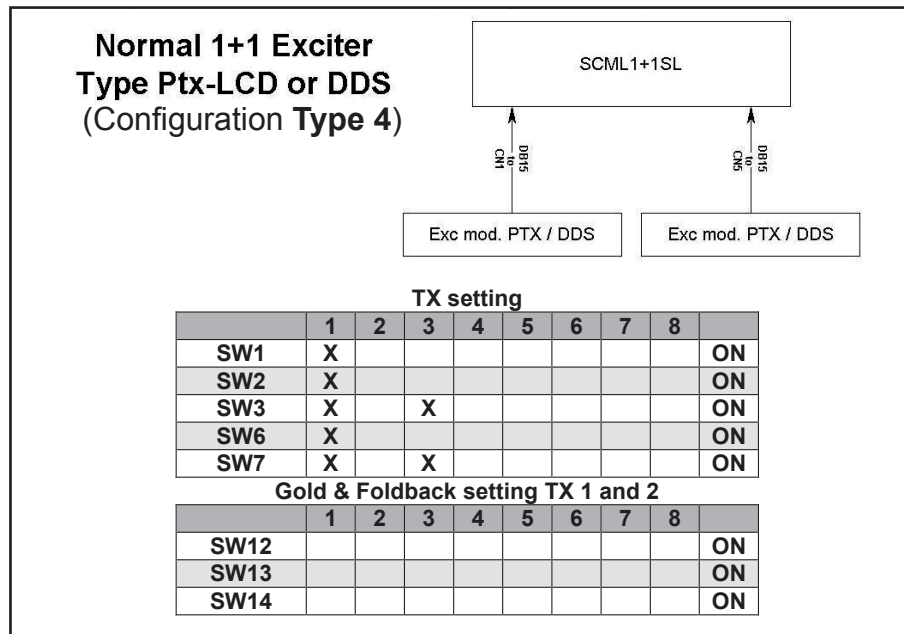 Normal 1+1 Exciter
Type Ptx-LCD or DDS
(Configuration Type 4)
SCML1+1SL
DB15
to
CN1
DB15
to
CN5
Exc mod. PTX / DDS
Exc mod. PTX / DDS
TX setting
1 2 3 4 5 6 7 8
SW1 X ON
SW2 X ON
SW3 X X ON
SW6 X ON
SW7 X X ON
Gold & Foldback setting TX 1 and 2
1 2 3 4 5 6 7 8
SW12 ON
SW13 ON
SW14 ON